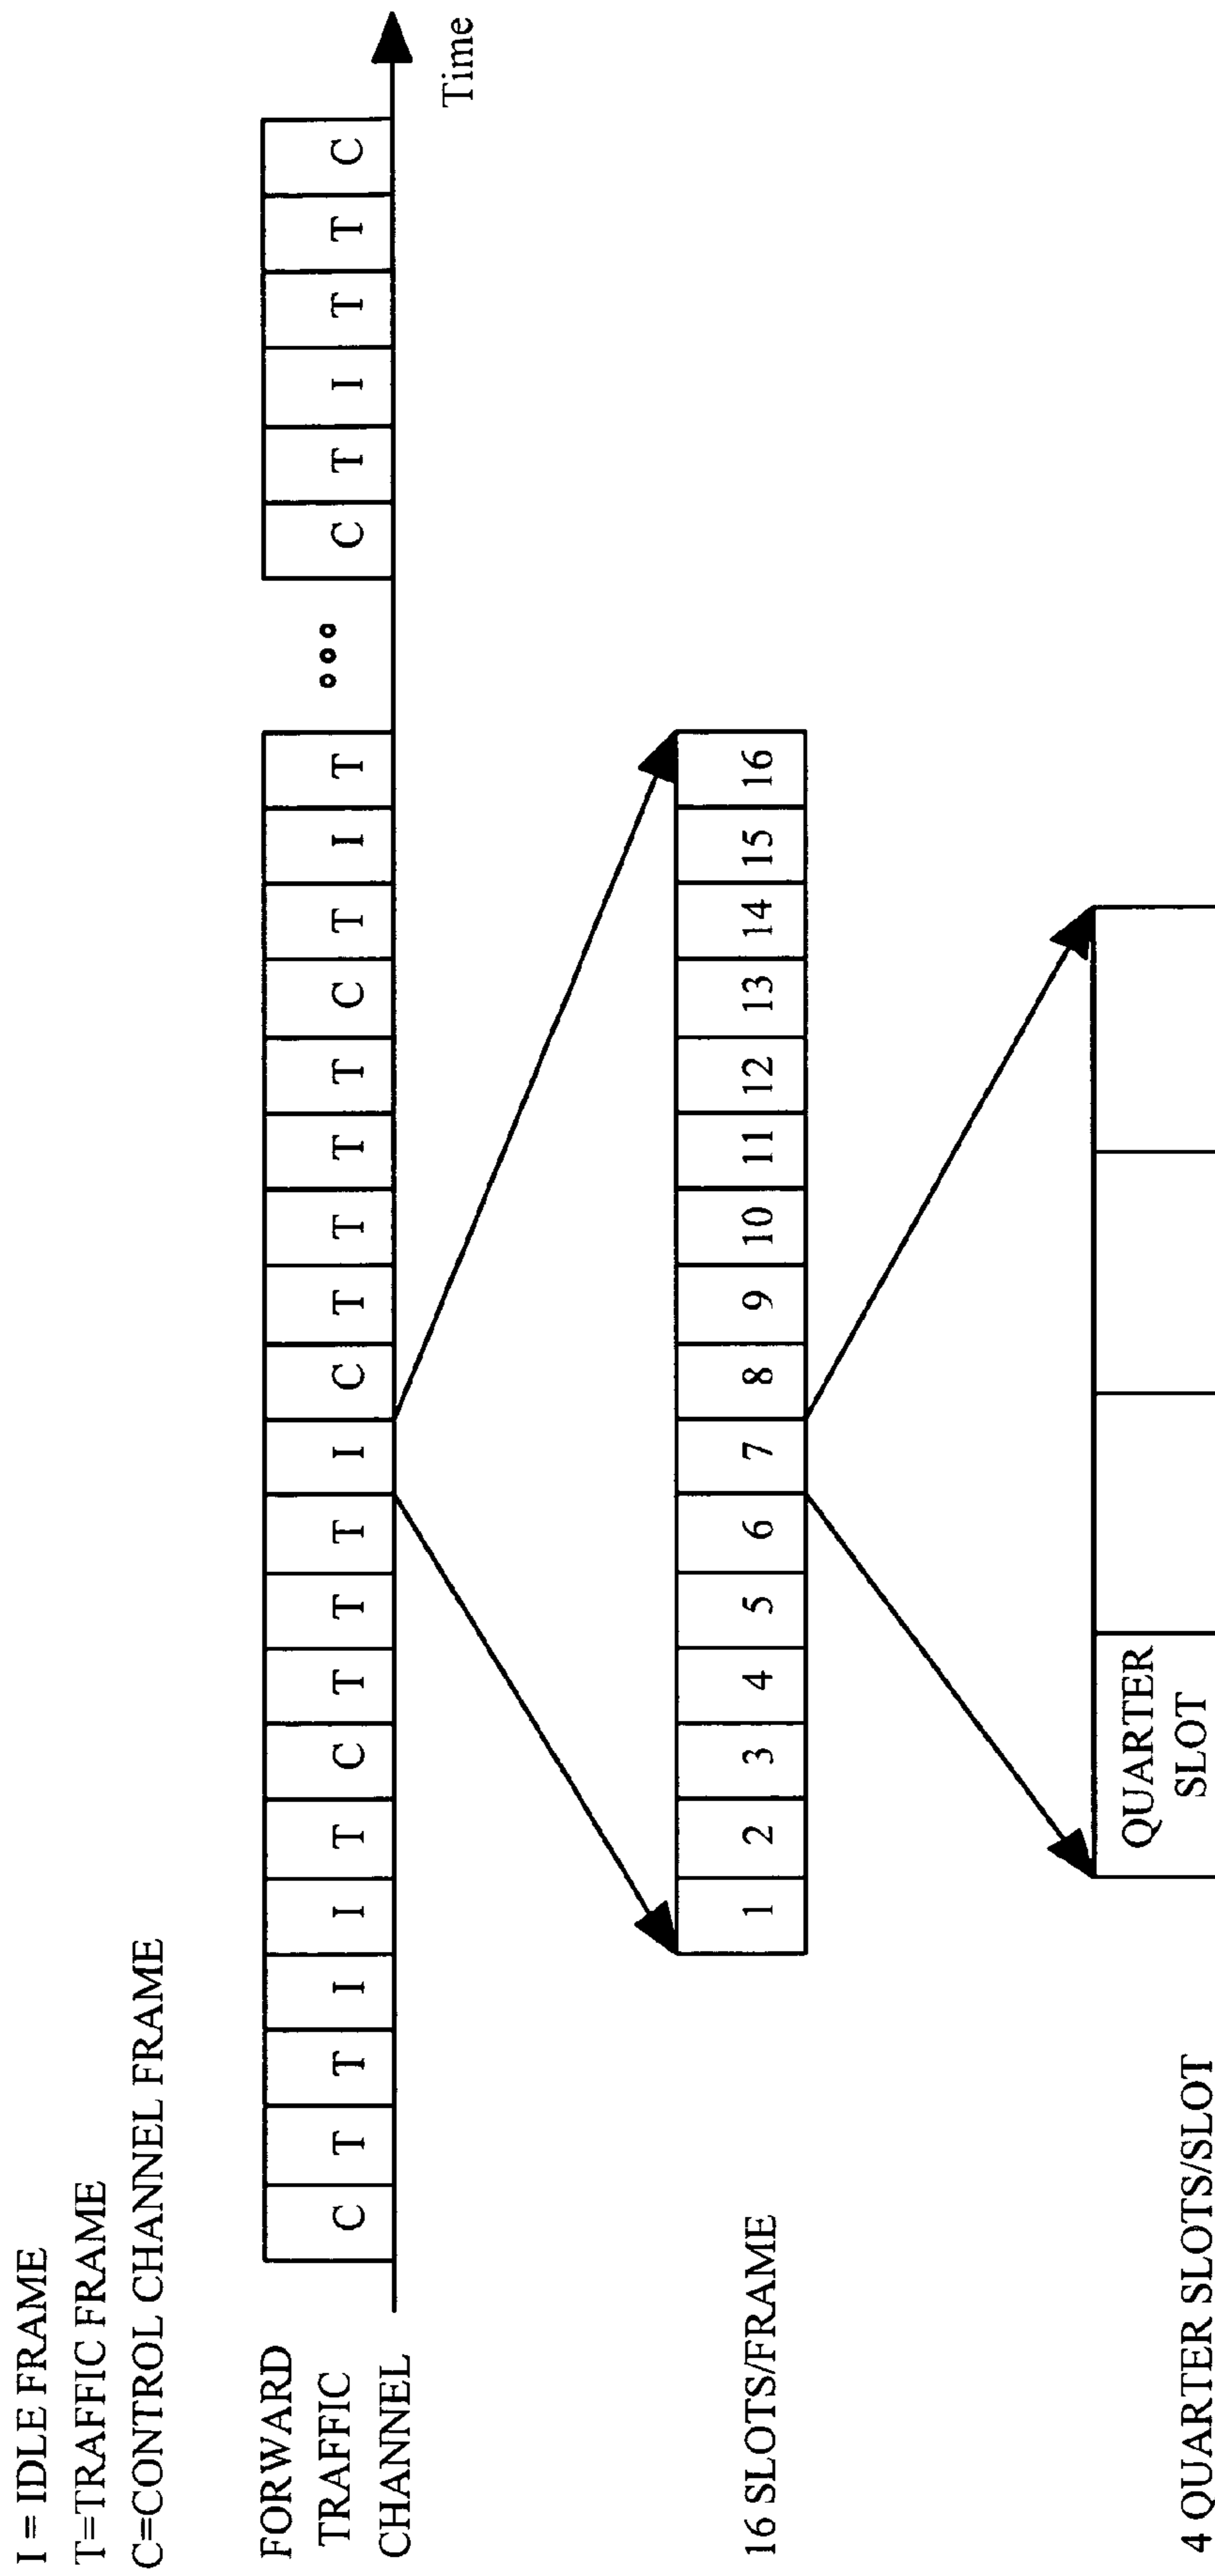 I = IDLE FRAME
T=TRAFFIC FRAME
C=CONTROL CHANNEL FRAME
FORWARD
TRAFFIC
CHANNEL
C T T I I T C T T T I C T T T T C T I T ooo C T I T T C
Time
16 SLOTS/FRAME
1 2 3 4 5 6 7 8 9 10 11 12 13 14 15 16
QUARTER
SLOT
4 QUARTER SLOTS/SLOT